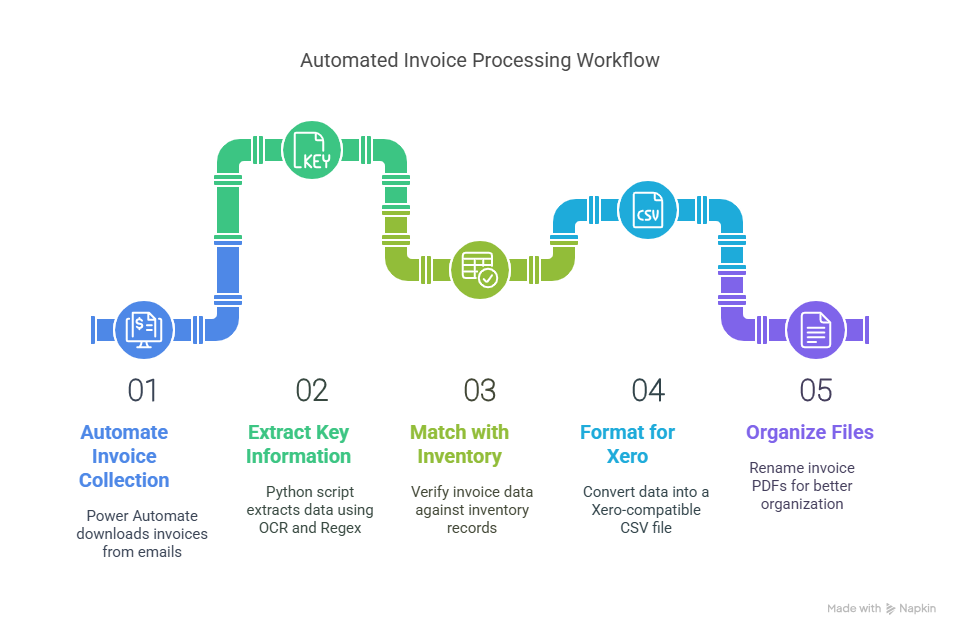 Automated Invoice Processing Workflow
KEY
CSV
$
01
02
03
04
05
Automate
Invoice
Collection
Power Automate
downloads invoices
from emails
Extract Key
Information
Python script
extracts data using
OCR and Regex
Match with
Inventory
Verify invoice data
against inventory
records
Format for
Xero
Convert data into a
Xero-compatible
CSV file
Organize Files
Rename invoice
PDFs for better
organization
Made with Napkin